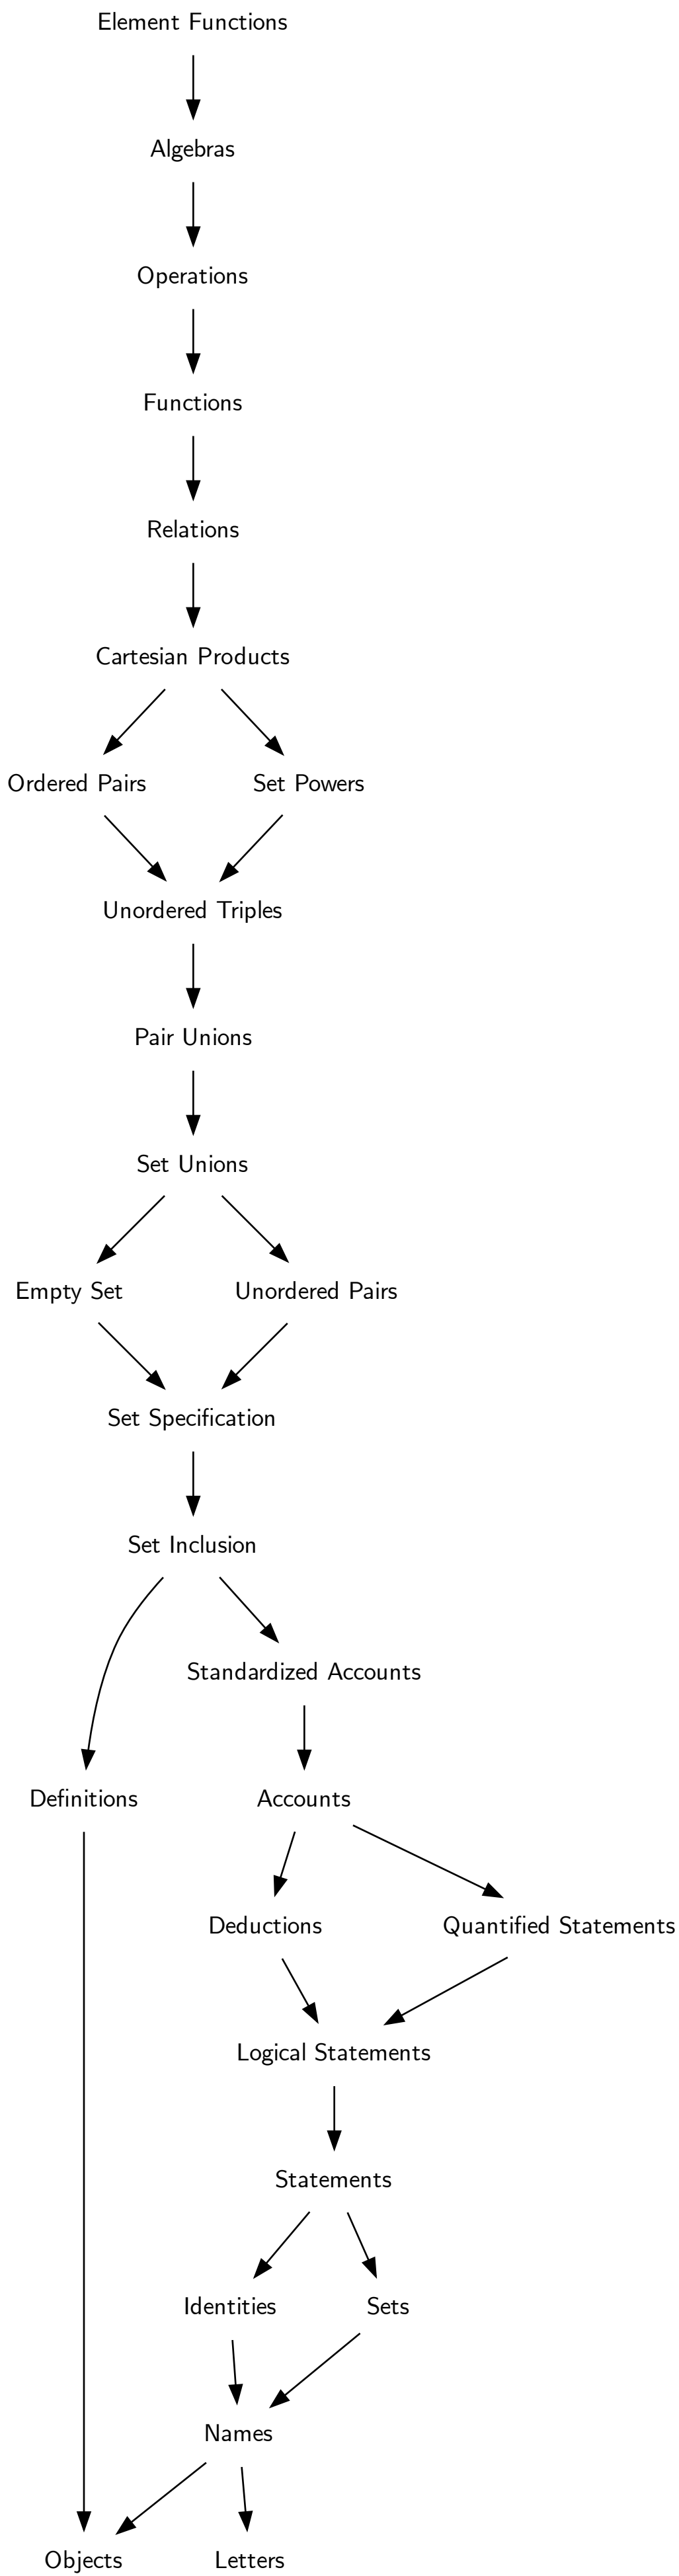 Element Functions
Algebras
Operations
Functions
Relations
Cartesian Products
Ordered Pairs
Set Powers
Unordered Triples
Pair Unions
Set Unions
Empty Set
Unordered Pairs
Set Specification
Set Inclusion
Standardized Accounts
Definitions
Accounts
Deductions
Quantified Statements
Logical Statements
Statements
Identities
Sets
Names
Objects
Letters